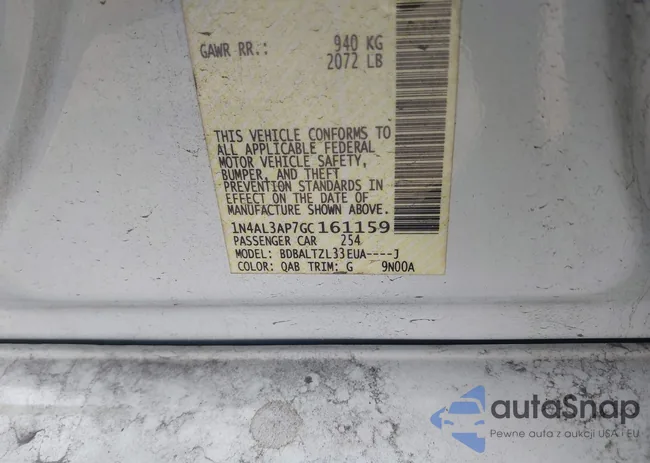 GAWR RR.: 940 KG
2072 LB
THIS VEHICLE CONFORMS TO
ALL APPLICABLE FEDERAL
MOTOR VEHICLE SAFETY,
BUMPER, AND THEFT
PREVENTION STANDARDS IN
EFFECT ON THE DATE OF
MANUFACTURE SHOWN ABOVE.
1N4AL3AP7GC161159
PASSENGER CAR 254
MODEL: BDBALTZL33EUA----J
COLOR: QAB TRIM: G 9N00A
autaSnap
Pewne auta z aukcji USA i EU